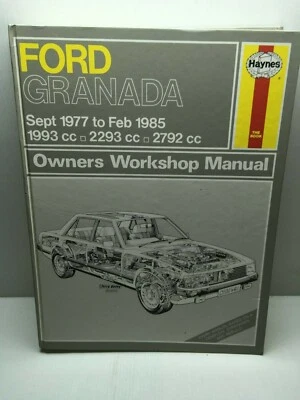 FORD
Haynes
GRANADA
Sept 1977 to Feb 1985
1993 cc □ 2293 cc □ 2792 cc
Owners Workshop Manual